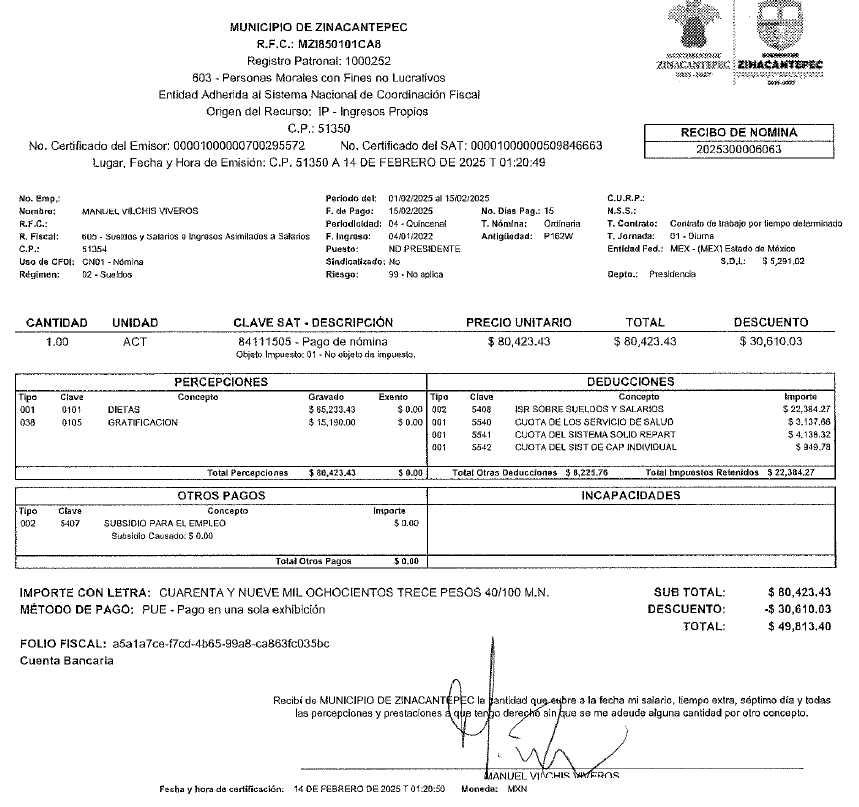 MUNICIPIO DE ZINACANTEPEC
R.F.C.: MZI850101CA8
Registro Patronal: 1000252
603 - Personas Morales con Fines no Lucrativos
Entidad Adherida al Sistema Nacional de Coordinación Fiscal
Origen del Recurso: IP - Ingresos Propios
C.P.: 51350
No. Certificado del Emisor: 00001000000700295572 No. Certificado del SAT: 00001000000509846663
Lugar, Fecha y Hora de Emisión: C.P. 51350 A 14 DE FEBRERO DE 2025 T 01:20:49
ZINACANTEPEC ZINACANTEPEC
RECIBO DE NOMINA
2025300006063
No. Emp.: Periodo del: 01/02/2025 al 15/02/2025 C.U.R.P.:
Nombre: MANUEL VILCHIS VIVEROS F. de Pago: 15/02/2025 No. Días Pag.: 15 N.S.S.:
R.F.C.: Periodicidad: 04 - Quincenal T. Nómina: Ordinaria T. Contrato: Contrato de trabajo por tiempo determinado
R. Fiscal: 605 - Sueldos y Salarios e Ingresos Asimilados a Salarios F. Ingreso: 04/01/2022 Antigüedad: P162W T. Jornada: 01 - Diurna
C.P.: 51354 Puesto: ND PRESIDENTE Entidad Fed.: MEX - (MEX) Estado de México
Uso de CFDI: CN01 - Nómina Sindicalizado: No S.D.I.: $ 5,291.02
Régimen: 02 - Sueldos Riesgo: 99 - No aplica Depto.: Presidencia
CANTIDAD UNIDAD CLAVE SAT - DESCRIPCIÓN PRECIO UNITARIO TOTAL DESCUENTO
1.00 ACT 84111505 - Pago de nómina $ 80,423.43 $ 80,423.43 $ 30,610.03
Objeto Impuesto: 01 - No objeto de impuesto.
PERCEPCIONES DEDUCCIONES
Tipo Clave Concepto Gravado Exento Tipo Clave Concepto Importe
001 0101 DIETAS $ 65,233.43 $ 0.00 002 5408 ISR SOBRE SUELDOS Y SALARIOS $ 22,384.27
038 0105 GRATIFICACION $ 15,190.00 $ 0.00 001 5540 CUOTA DE LOS SERVICIO DE SALUD $ 3,137.66
001 5541 CUOTA DEL SISTEMA SOLID REPART $ 4,138.32
001 5542 CUOTA DEL SIST DE CAP INDIVIDUAL $ 949.78
Total Percepciones $ 80,423.43 $ 0.00 Total Otras Deducciones $ 8,225.76 Total Impuestos Retenidos $ 22,384.27
OTROS PAGOS INCAPACIDADES
Tipo Clave Concepto Importe
002 5407 SUBSIDIO PARA EL EMPLEO $ 0.00
Subsidio Causado: $ 0.00
Total Otros Pagos $ 0.00
IMPORTE CON LETRA: CUARENTA Y NUEVE MIL OCHOCIENTOS TRECE PESOS 40/100 M.N. SUB TOTAL: $ 80,423.43
MÉTODO DE PAGO: PUE - Pago en una sola exhibición DESCUENTO: -$ 30,610.03
TOTAL: $ 49,813.40
FOLIO FISCAL: a5a1a7ce-f7cd-4b65-99a8-ca863fc035bc
Cuenta Bancaria
Recibí de MUNICIPIO DE ZINACANTEPEC la cantidad que cubre a la fecha mi salario, tiempo extra, séptimo día y todas
las percepciones y prestaciones a que tengo derecho sin que se me adeude alguna cantidad por otro concepto.
MANUEL VILCHIS VIVEROS
Fecha y hora de certificación: 14 DE FEBRERO DE 2025 T 01:20:50 Moneda: MXN